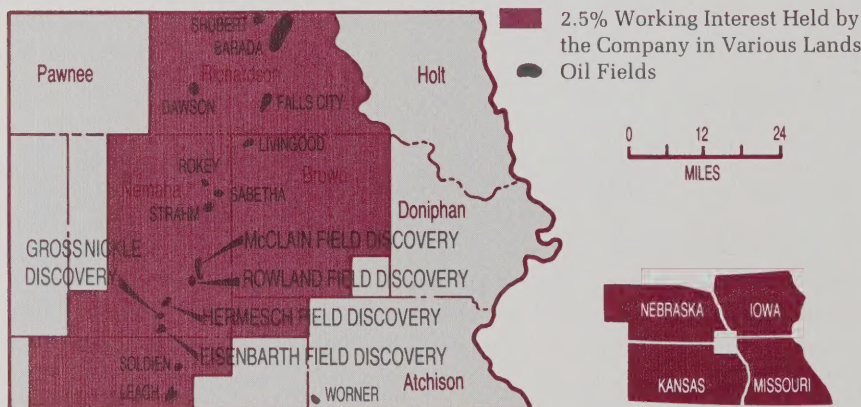 SHUBERT
BARADA
Pawnee
Richardson
Holt
DAWSON
FALLS CITY
LIVINGOOD
ROKEY
Nemaha
SABETHA
Brown
STRAHM
Doniphan
GROSS NICKLE
DISCOVERY
McCLAIN FIELD DISCOVERY
ROWLAND FIELD DISCOVERY
HERMESCH FIELD DISCOVERY
EISENBARTH FIELD DISCOVERY
SOLDIEN
LEACH
WORNER
Atchison
2.5% Working Interest Held by
the Company in Various Lands
Oil Fields
0 12 24
MILES
NEBRASKA
IOWA
KANSAS
MISSOURI